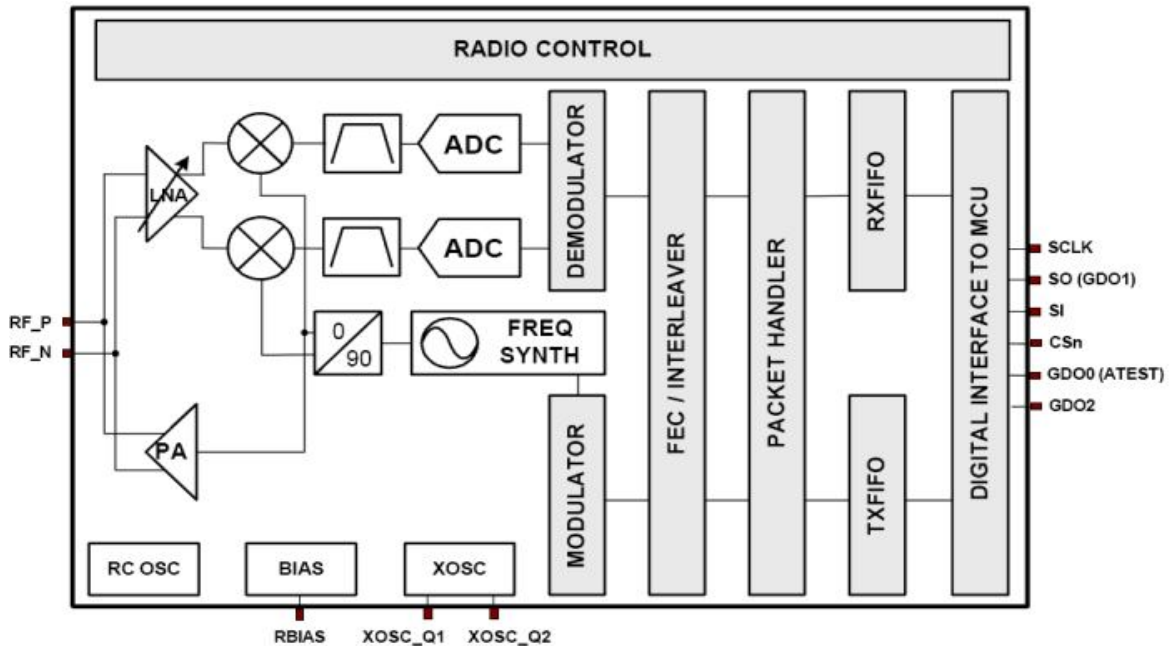 RADIO CONTROL
LNA
ADC
ADC
DEMODULATOR
FEC / INTERLEAVER
PACKET HANDLER
RXFIFO
DIGITAL INTERFACE TO MCU
SCLK
SO (GDO1)
SI
CSn
GDO0 (ATEST)
GDO2
RF_P
RF_N
0
90
FREQ
SYNTH
PA
MODULATOR
TXFIFO
RC OSC
BIAS
XOSC
RBIAS
XOSC_Q1
XOSC_Q2